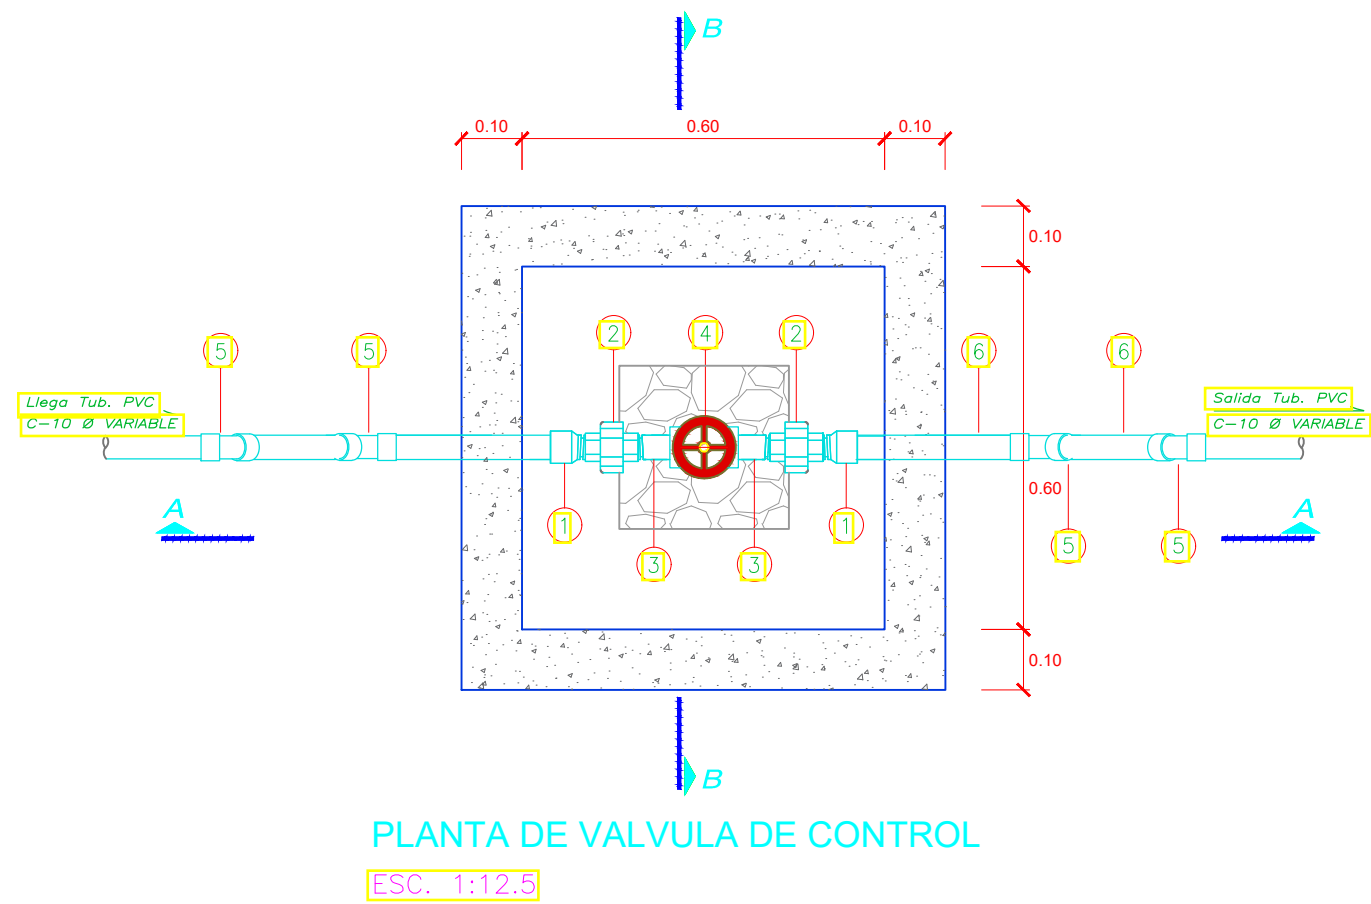 B
0.10 0.60 0.10
0.10
2 4 2
5 5 6 6
Llega Tub. PVC
C-10 Ø VARIABLE
Salida Tub. PVC
C-10 Ø VARIABLE
A A
0.60
1 1
5 5
3 3
0.10
B
PLANTA DE VALVULA DE CONTROL
ESC. 1:12.5